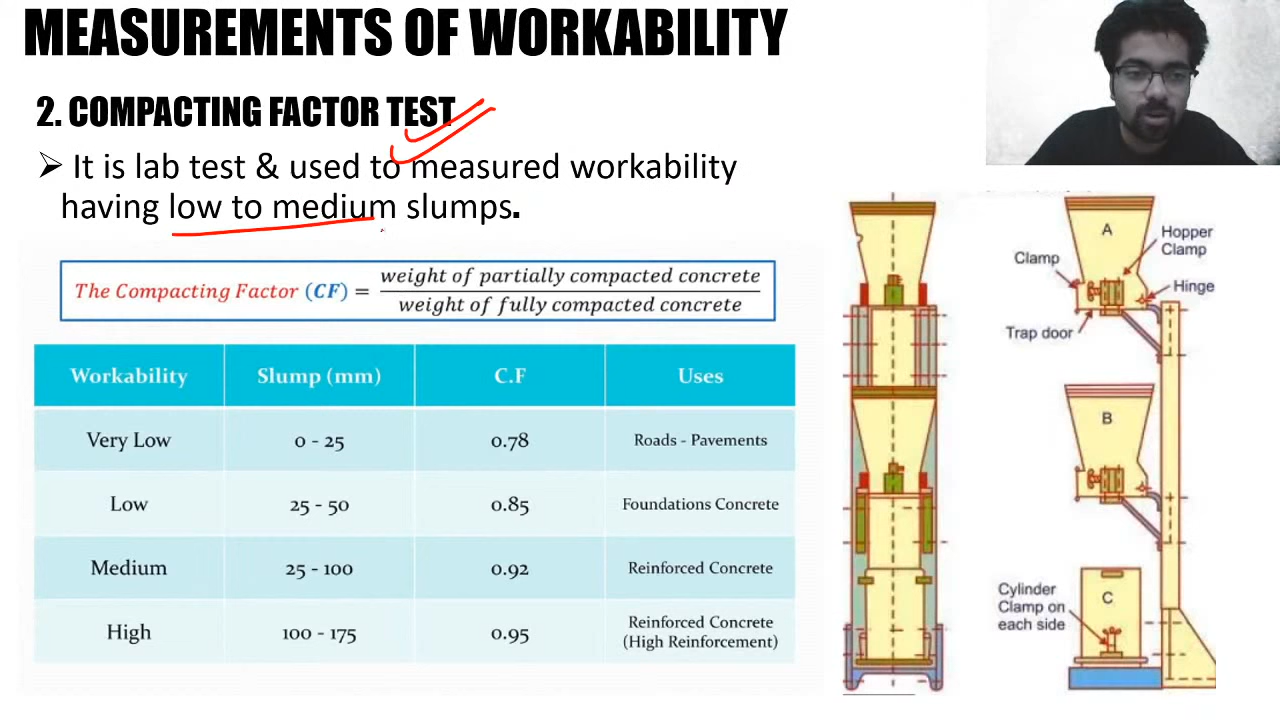 MEASUREMENTS OF WORKABILITY
2. COMPACTING FACTOR TEST
➢ It is lab test & used to measured workability
having low to medium slumps.
The Compacting Factor (CF) = weight of partially compacted concrete
weight of fully compacted concrete
Workability Slump (mm) C.F Uses
Very Low 0 - 25 0.78 Roads - Pavements
Low 25 - 50 0.85 Foundations Concrete
Medium 25 - 100 0.92 Reinforced Concrete
High 100 - 175 0.95 Reinforced Concrete
(High Reinforcement)
A
Hopper
Clamp
Clamp
Hinge
Trap door
B
Cylinder
Clamp on
each side
C